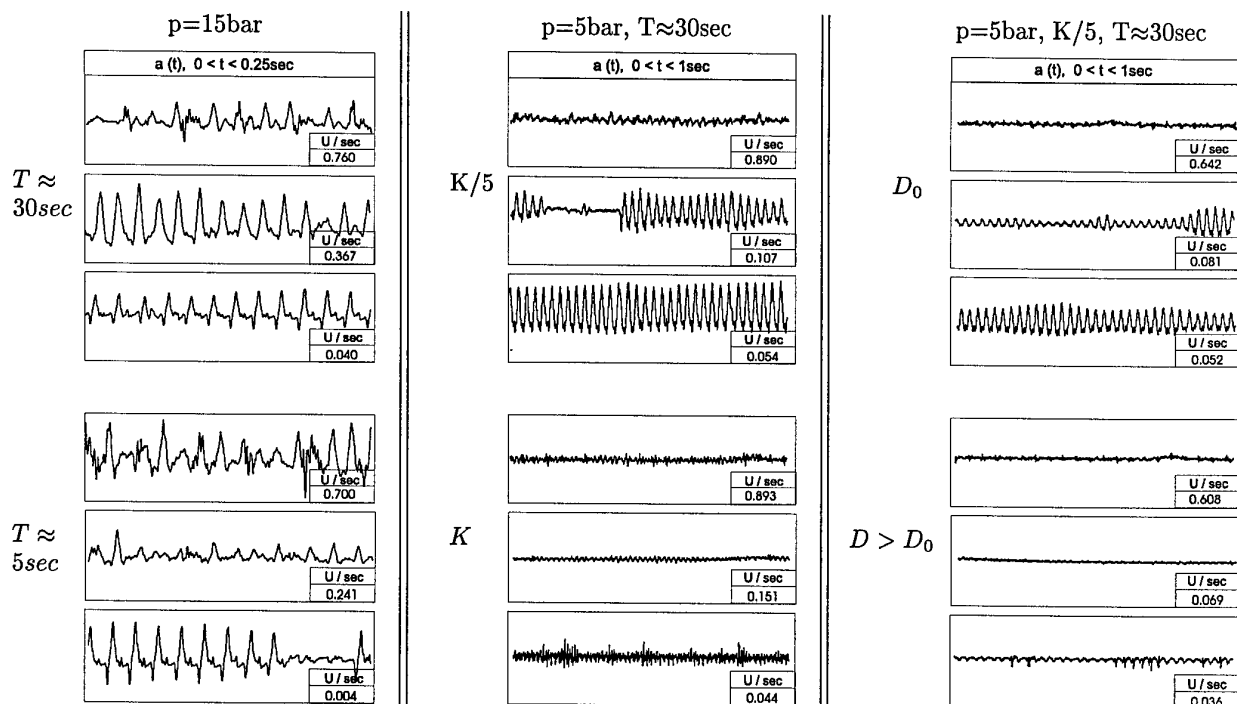 p=15bar
a (t), 0 < t < 0.25sec
U / sec
0.760
T ≈
30sec
U / sec
0.367
U / sec
0.040
U / sec
0.700
T ≈
5sec
U / sec
0.241
U / sec
0.004
p=5bar, T≈30sec
a (t), 0 < t < 1sec
U / sec
0.890
K/5
U / sec
0.107
U / sec
0.054
U / sec
0.893
K
U / sec
0.151
U / sec
0.044
p=5bar, K/5, T≈30sec
a (t), 0 < t < 1sec
U / sec
0.642
D₀
U / sec
0.081
U / sec
0.052
U / sec
0.608
D > D₀
U / sec
0.069
U / sec
0.036